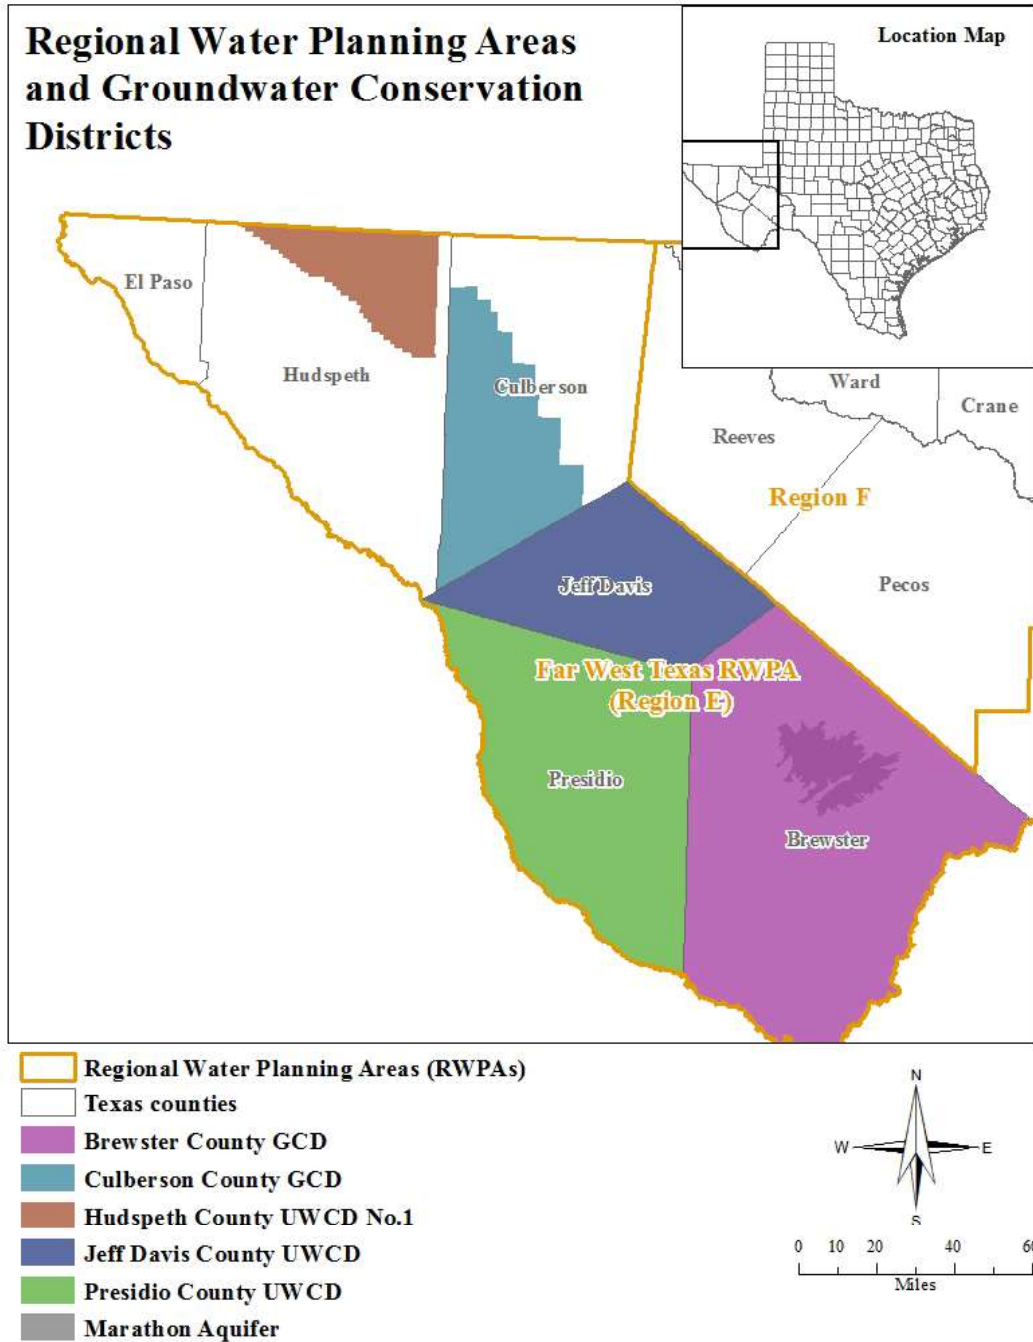 Regional Water Planning Areas
and Groundwater Conservation
Districts
Location Map
El Paso
Hudspeth
Culberson
Ward
Crane
Reeves
Region F
Jeff Davis
Pecos
Far West Texas RWPA
(Region E)
Presidio
Brewster
Regional Water Planning Areas (RWPAs)
Texas counties
Brewster County GCD
Culberson County GCD
Hudspeth County UWCD No.1
Jeff Davis County UWCD
Presidio County UWCD
Marathon Aquifer
N
W E
S
0 10 20 40 60
Miles